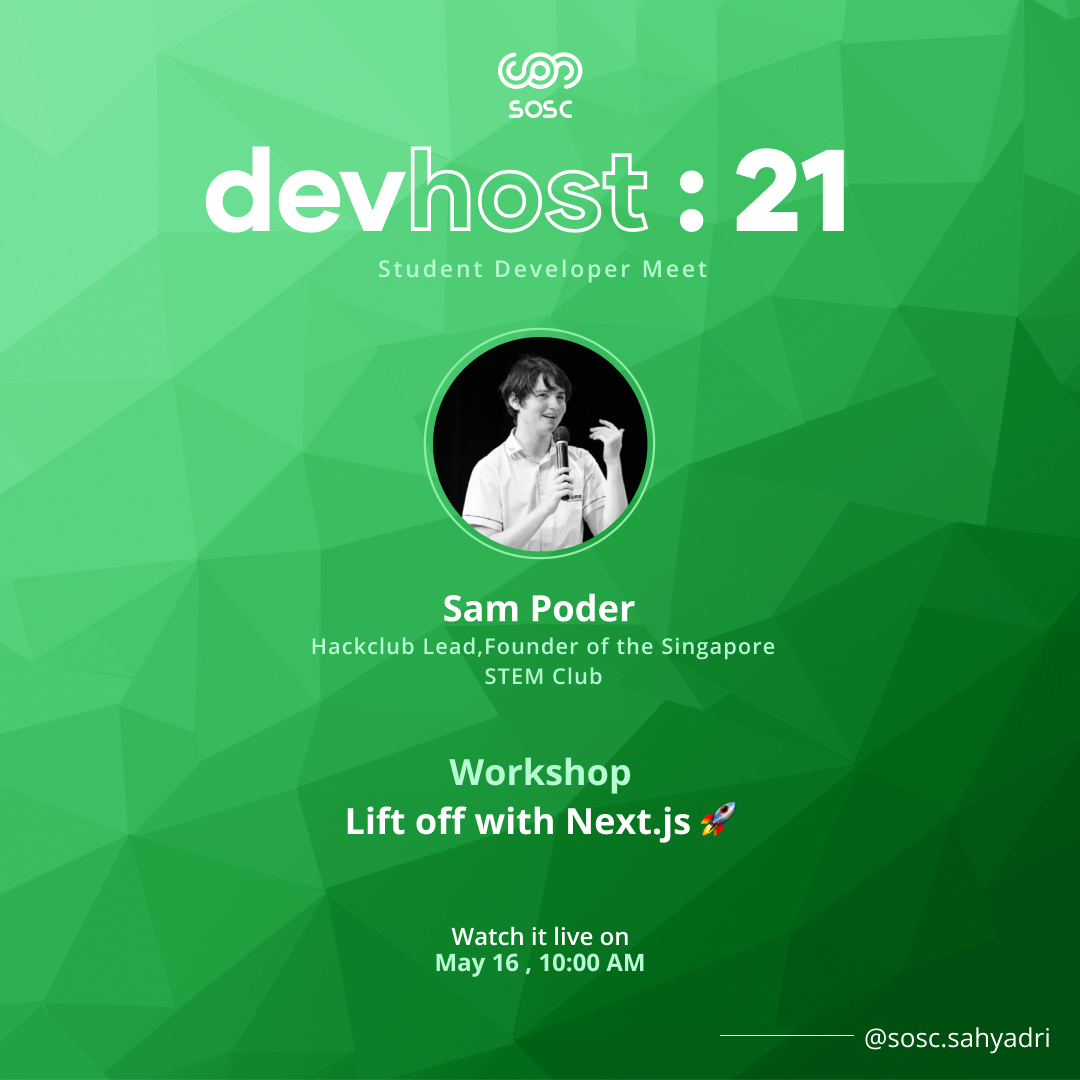 SOSC
devhost : 21
Student Developer Meet
Sam Poder
Hackclub Lead,Founder of the Singapore
STEM Club
Workshop
Lift off with Next.js 🚀
Watch it live on
May 16 , 10:00 AM
@sosc.sahyadri